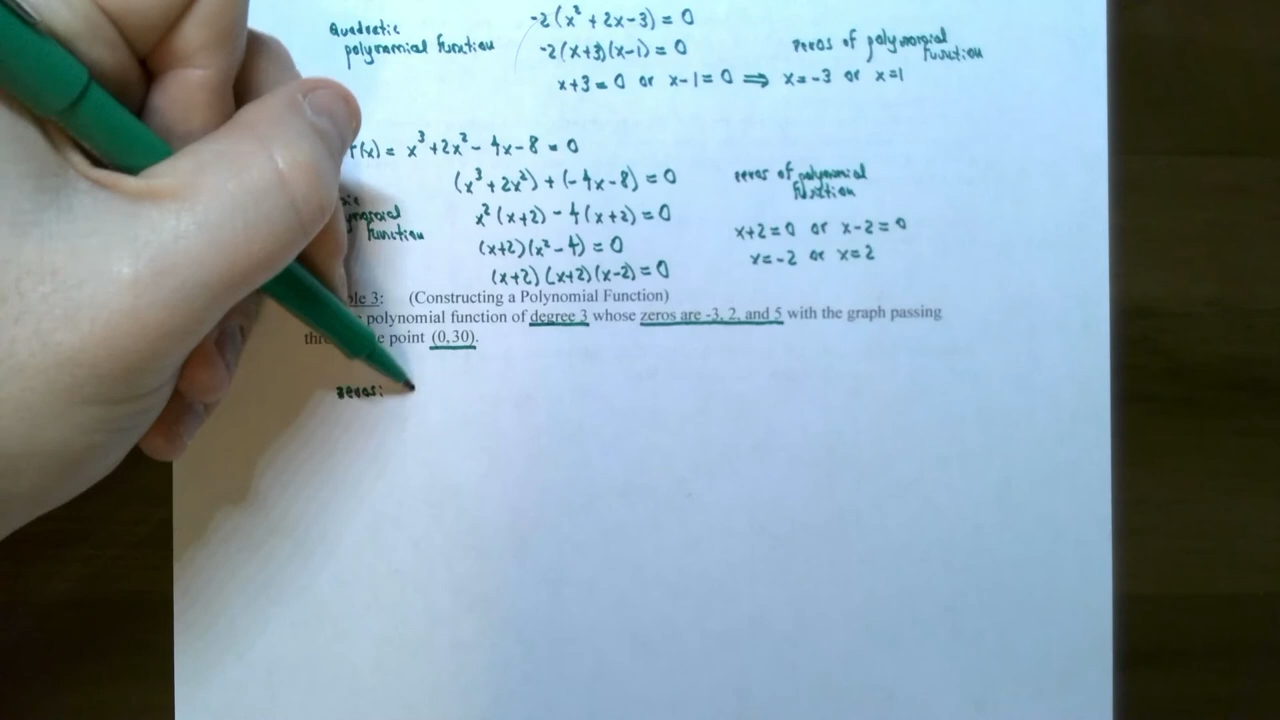 Quadratic
polynomial function
-2(x² + 2x - 3) = 0
-2(x+3)(x-1) = 0
x+3 = 0 or x-1 = 0 ⟹ x = -3 or x = 1
zeros of polynomial
function
f(x) = x³ + 2x² - 4x - 8 = 0
(x³ + 2x²) + (-4x - 8) = 0
x²(x+2) - 4(x+2) = 0
(x+2)(x² - 4) = 0
(x+2)(x+2)(x-2) = 0
function
zeros of polynomial
function
x+2 = 0 or x-2 = 0
x = -2 or x = 2
3: (Constructing a Polynomial Function)
polynomial function of degree 3 whose zeros are -3, 2, and 5 with the graph passing
point (0,30).
zeros: